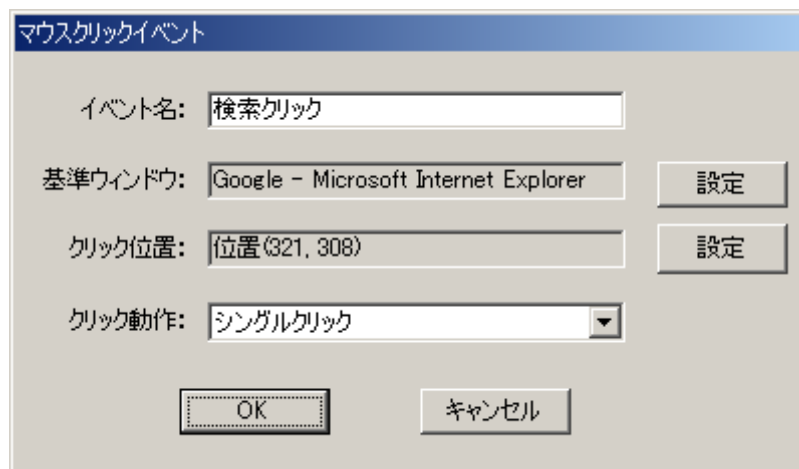 マウスクリックイベント
イベント名: 検索クリック
基準ウィンドウ: Google - Microsoft Internet Explorer 設定
クリック位置: 位置(321, 308) 設定
クリック動作: シングルクリック
OK キャンセル